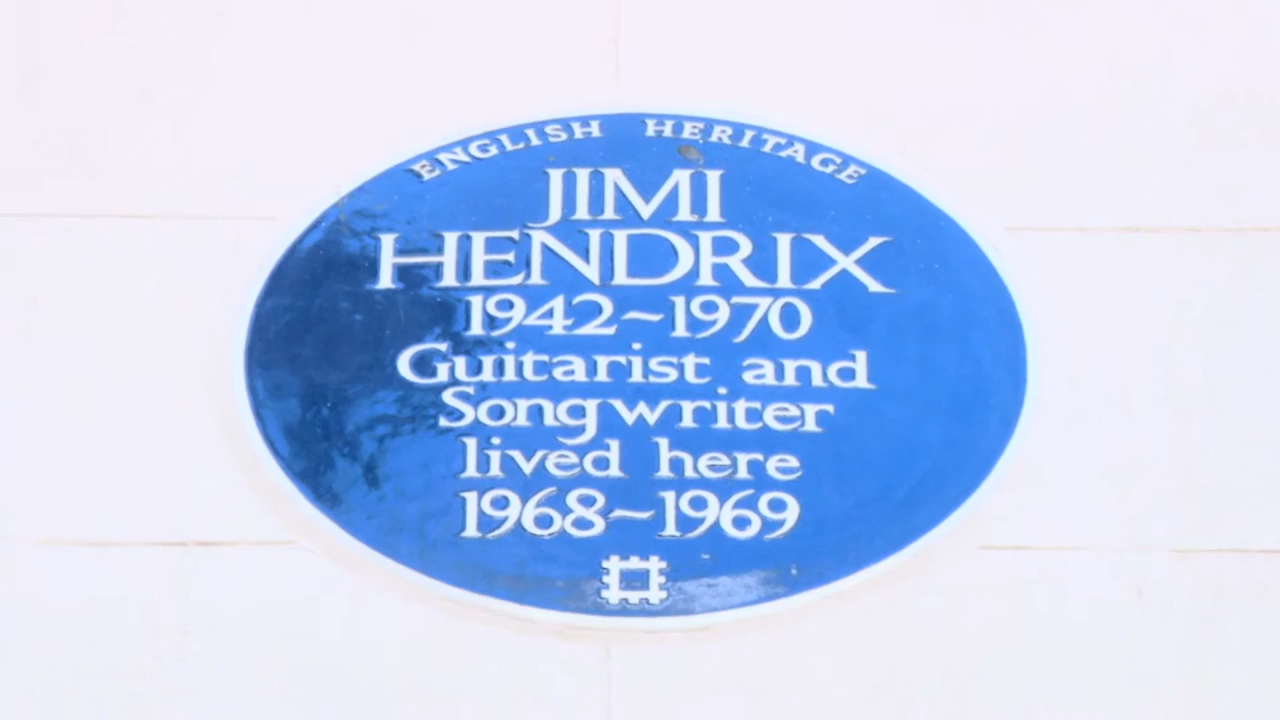 ENGLISH HERITAGE
JIMI
HENDRIX
1942~1970
Guitarist and
Songwriter
lived here
1968~1969